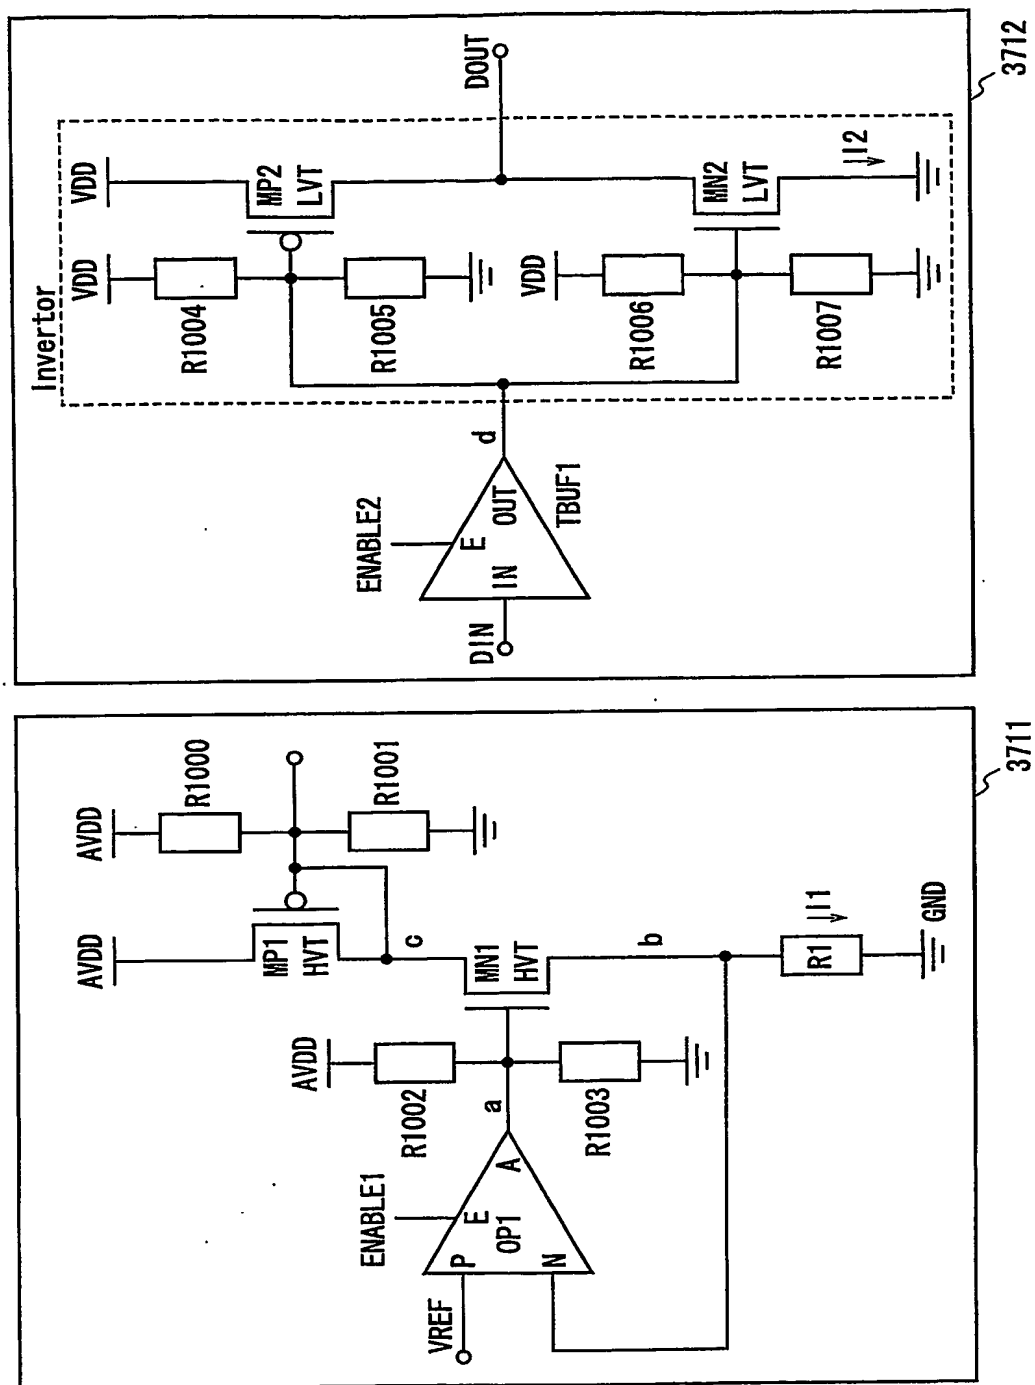 Invertor
VDD
VDD
MP2
LVT
R1004
R1005
DOUT
VDD
R1006
R1007
MN2
LVT
I2
ENABLE2
DIN
IN
E
OUT
TBUF1
d
3712
AVDD
R1000
R1001
AVDD
MP1
HVT
c
MN1
HVT
b
AVDD
R1002
R1003
a
ENABLE1
VREF
P
E
OP1
A
N
R1
I1
GND
3711